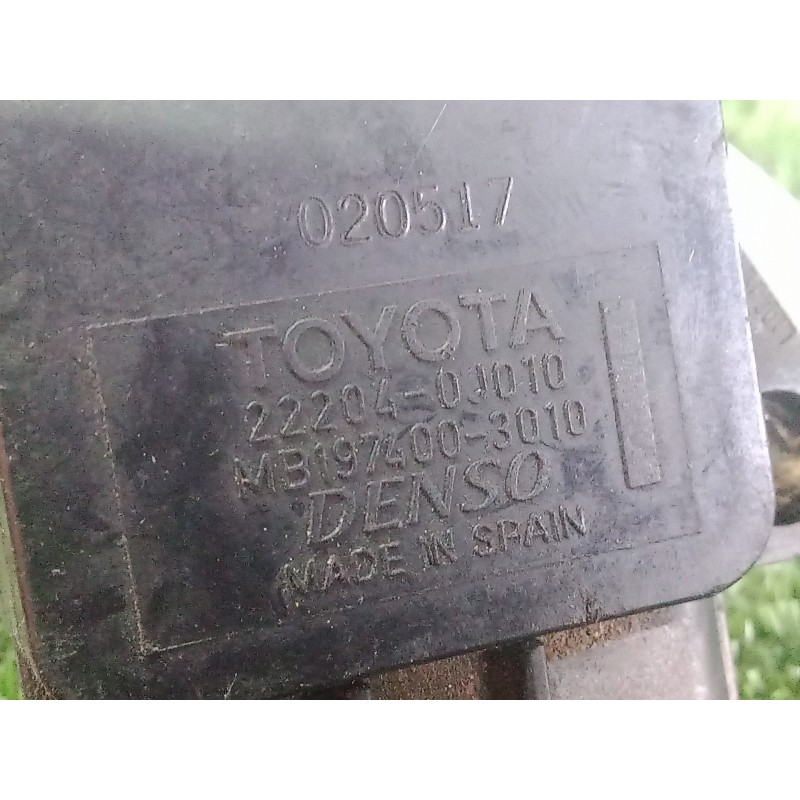 020517
TOYOTA
22204-0J010
MB197400-3010
DENSO
MADE IN SPAIN